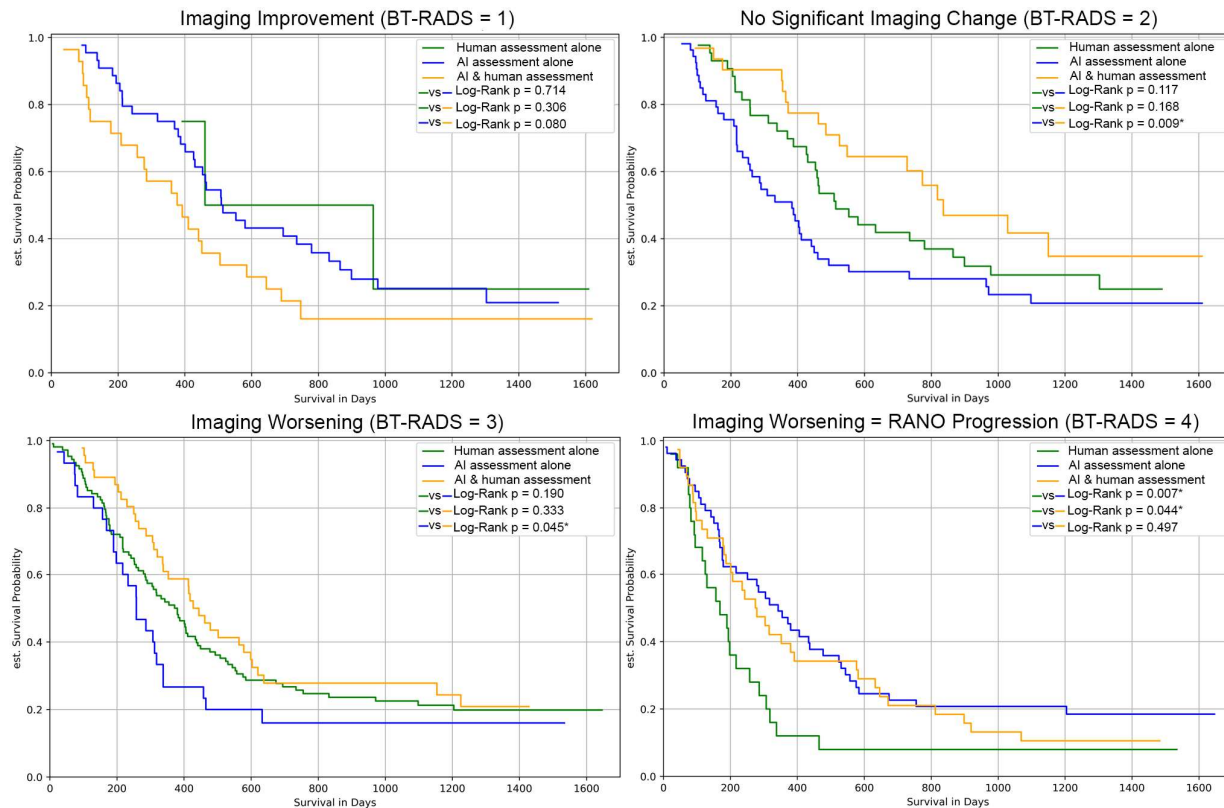 Imaging Improvement (BT-RADS = 1)
est. Survival Probability
1.0
0.8
0.6
0.4
0.2
0.0
Human assessment alone
AI assessment alone
AI & human assessment
vs Log-Rank p = 0.714
vs Log-Rank p = 0.306
vs Log-Rank p = 0.080
0 200 400 600 800 1000 1200 1400 1600
Survival in Days
No Significant Imaging Change (BT-RADS = 2)
est. Survival Probability
1.0
0.8
0.6
0.4
0.2
0.0
Human assessment alone
AI assessment alone
AI & human assessment
vs Log-Rank p = 0.117
vs Log-Rank p = 0.168
vs Log-Rank p = 0.009*
0 200 400 600 800 1000 1200 1400 1600
Survival in Days
Imaging Worsening (BT-RADS = 3)
est. Survival Probability
1.0
0.8
0.6
0.4
0.2
0.0
Human assessment alone
AI assessment alone
AI & human assessment
vs Log-Rank p = 0.190
vs Log-Rank p = 0.333
vs Log-Rank p = 0.045*
0 200 400 600 800 1000 1200 1400 1600
Survival in Days
Imaging Worsening = RANO Progression (BT-RADS = 4)
est. Survival Probability
1.0
0.8
0.6
0.4
0.2
0.0
Human assessment alone
AI assessment alone
AI & human assessment
vs Log-Rank p = 0.007*
vs Log-Rank p = 0.044*
vs Log-Rank p = 0.497
0 200 400 600 800 1000 1200 1400 1600
Survival in Days